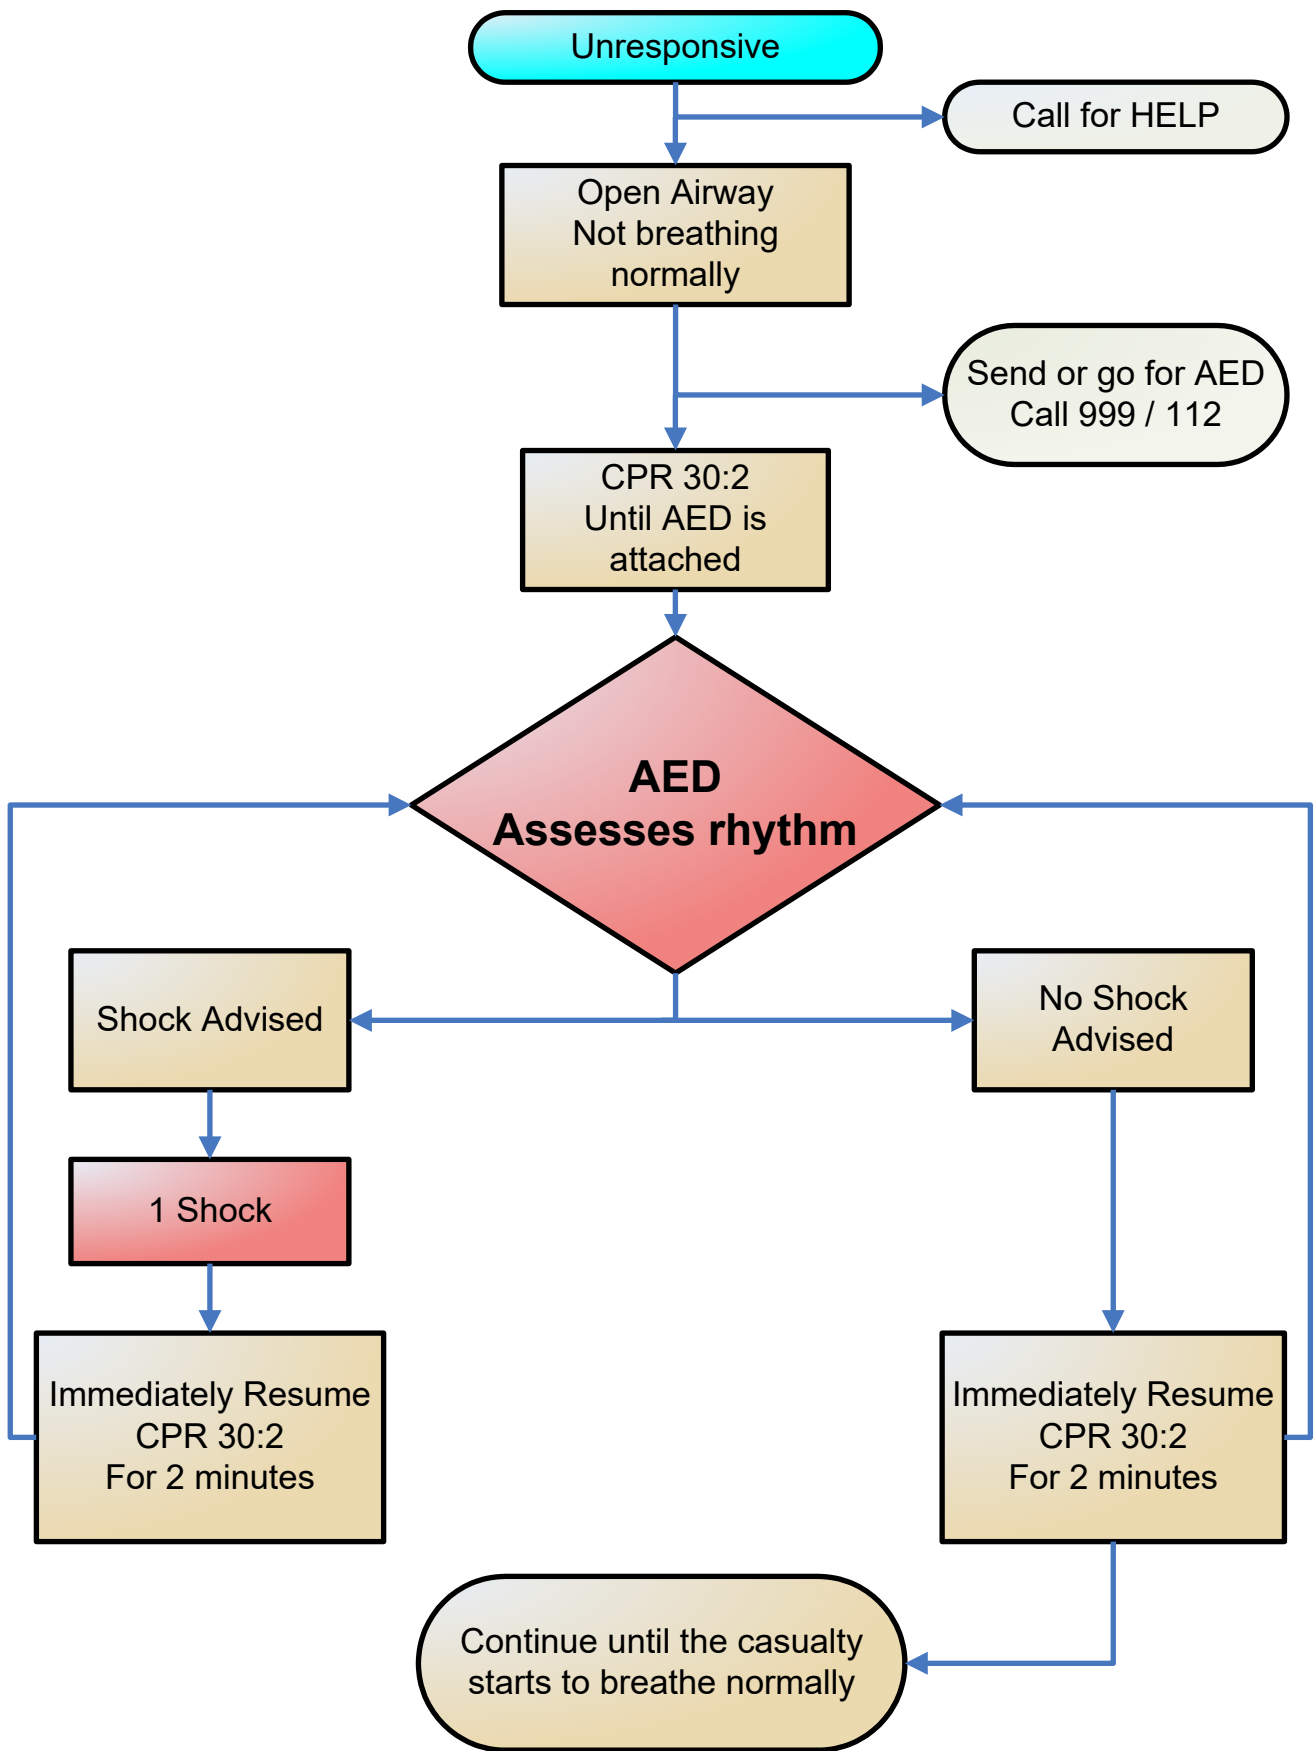 Unresponsive
Call for HELP
Open Airway
Not breathing
normally
Send or go for AED
Call 999 / 112
CPR 30:2
Until AED is
attached
AED
Assesses rhythm
Shock Advised
No Shock
Advised
1 Shock
Immediately Resume
CPR 30:2
For 2 minutes
Immediately Resume
CPR 30:2
For 2 minutes
Continue until the casualty
starts to breathe normally